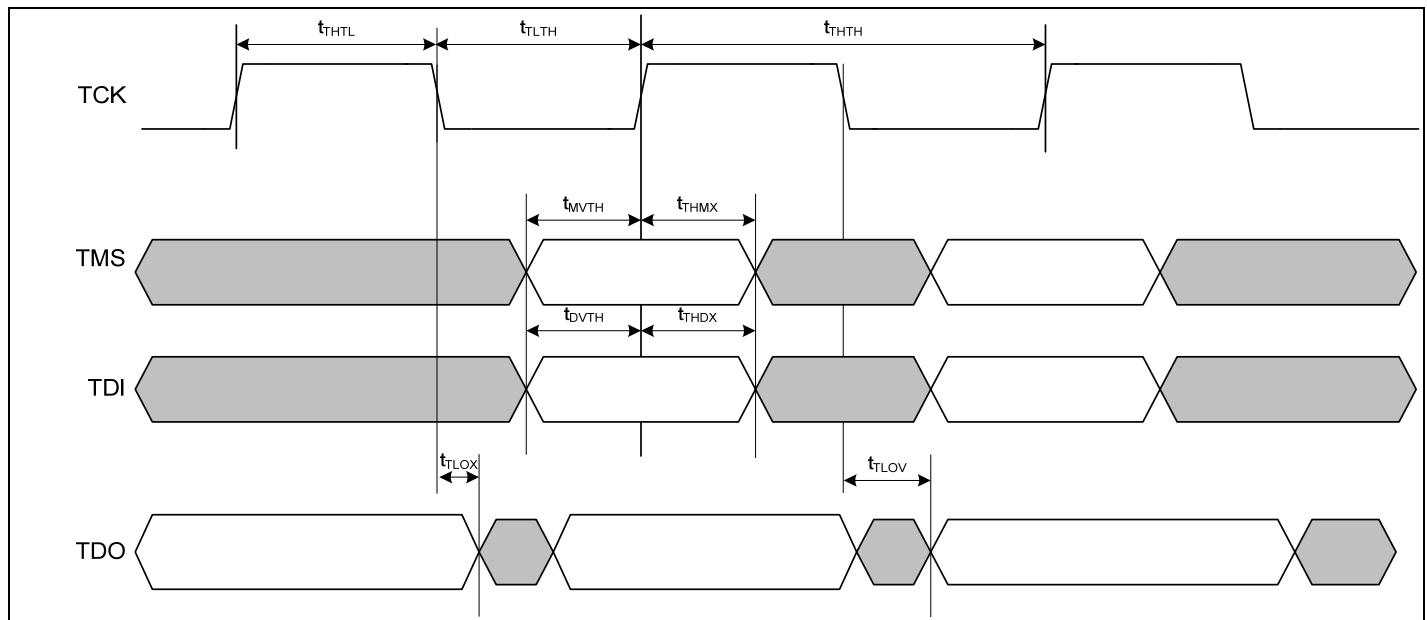 tTHTL tTLTH tTHTH
TCK
tMVTH tTHMX
TMS
tDVTH tTHDX
TDI
tTLOX tTLOV
TDO